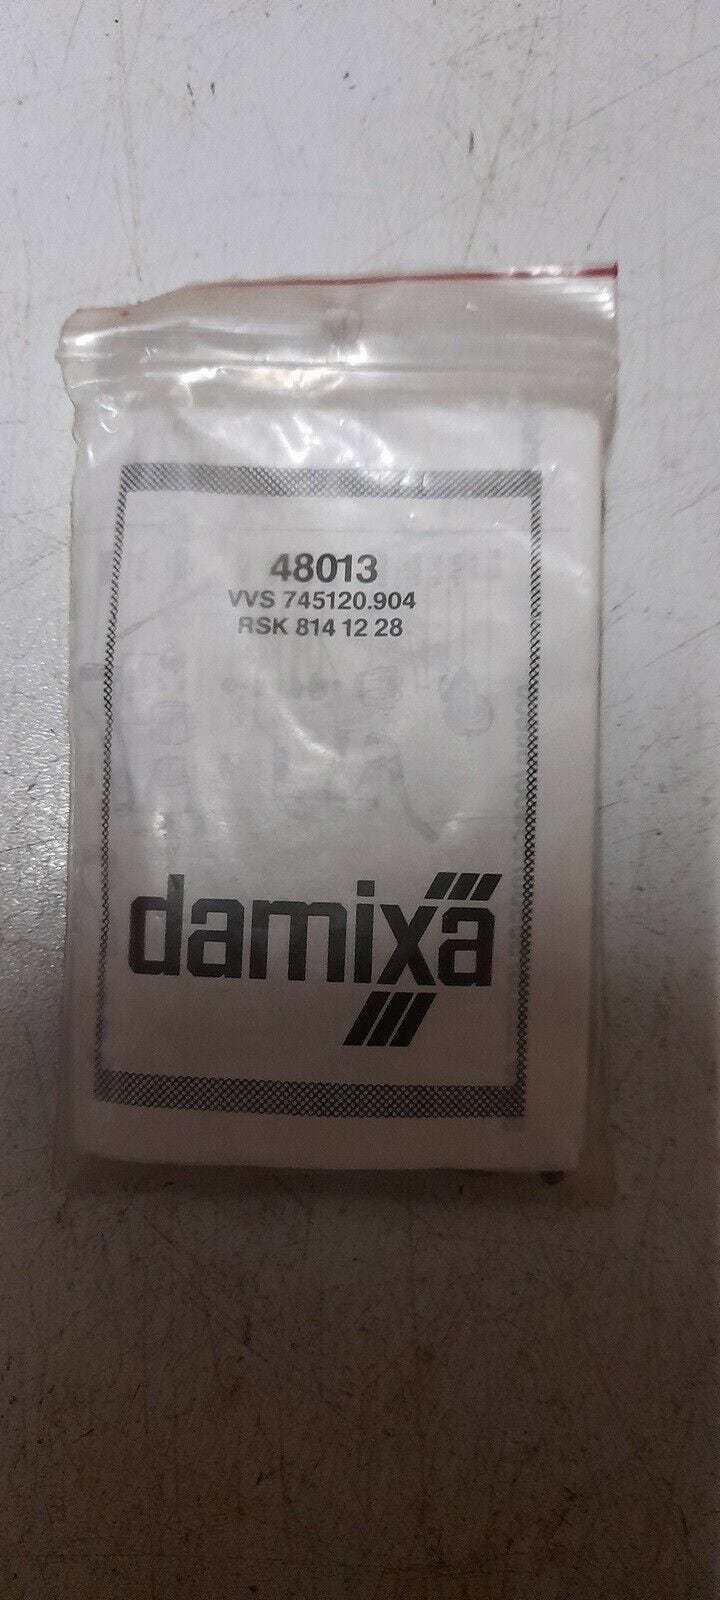 48013
VVS 745120.904
RSK 814 12 28
damixa